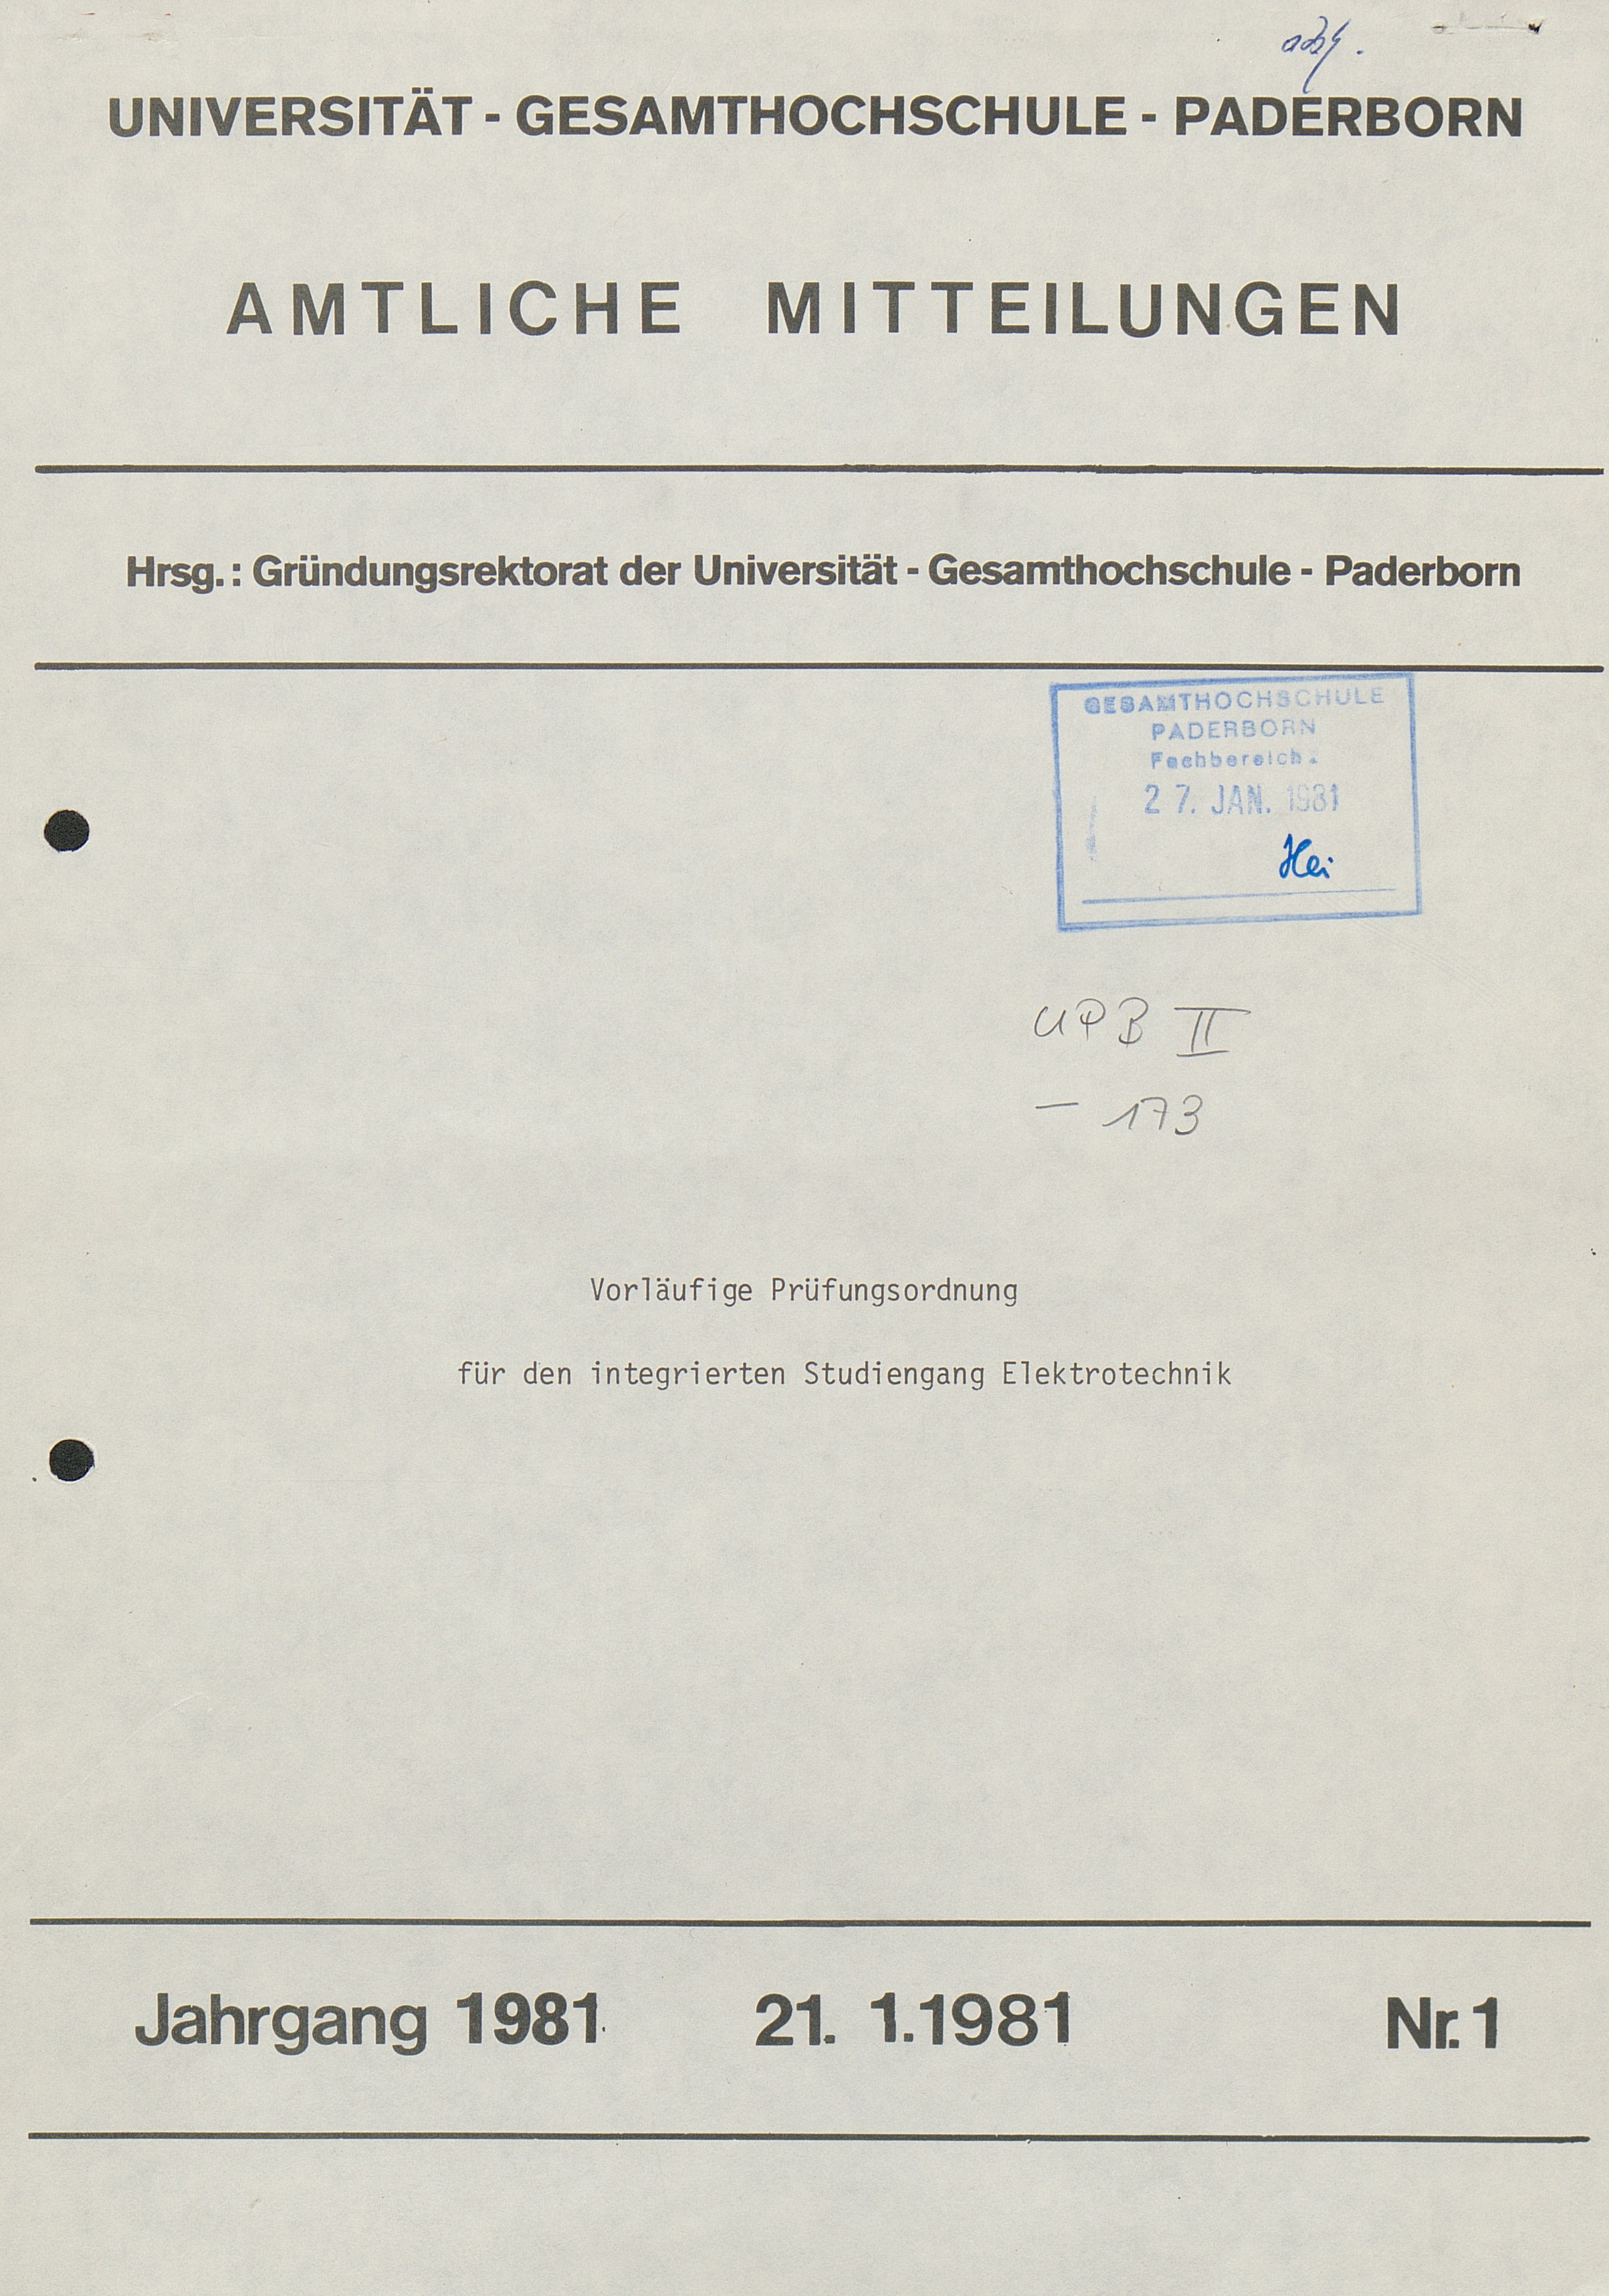 UNIVERSITÄT - GESAMTHOCHSCHULE - PADERBORN
AMTLICHE MITTEILUNGEN
Hrsg.: Gründungsrektorat der Universität - Gesamthochschule - Paderborn
GESAMTHOCHSCHULE
PADERBORN
Fachbereich
27. JAN. 1981
Hei
UPB II
- 173
Vorläufige Prüfungsordnung
für den integrierten Studiengang Elektrotechnik
Jahrgang 1981 21. 1.1981 Nr. 1